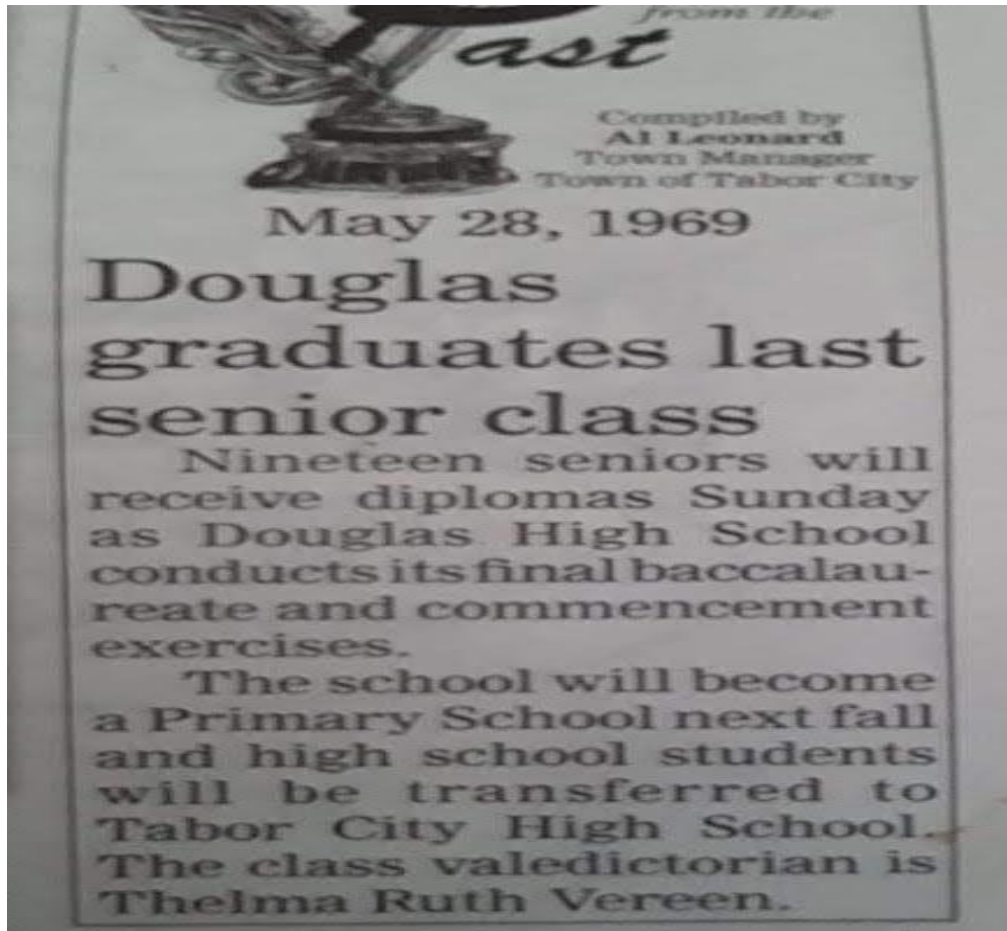 from the
ast
Compiled by
Al Leonard
Town Manager
Town of Tabor City
May 28, 1969
Douglas
graduates last
senior class
Nineteen seniors will
receive diplomas Sunday
as Douglas High School
conducts its final baccalau-
reate and commencement
exercises.
The school will become
a Primary School next fall
and high school students
will be transferred to
Tabor City High School.
The class valedictorian is
Thelma Ruth Vereen.